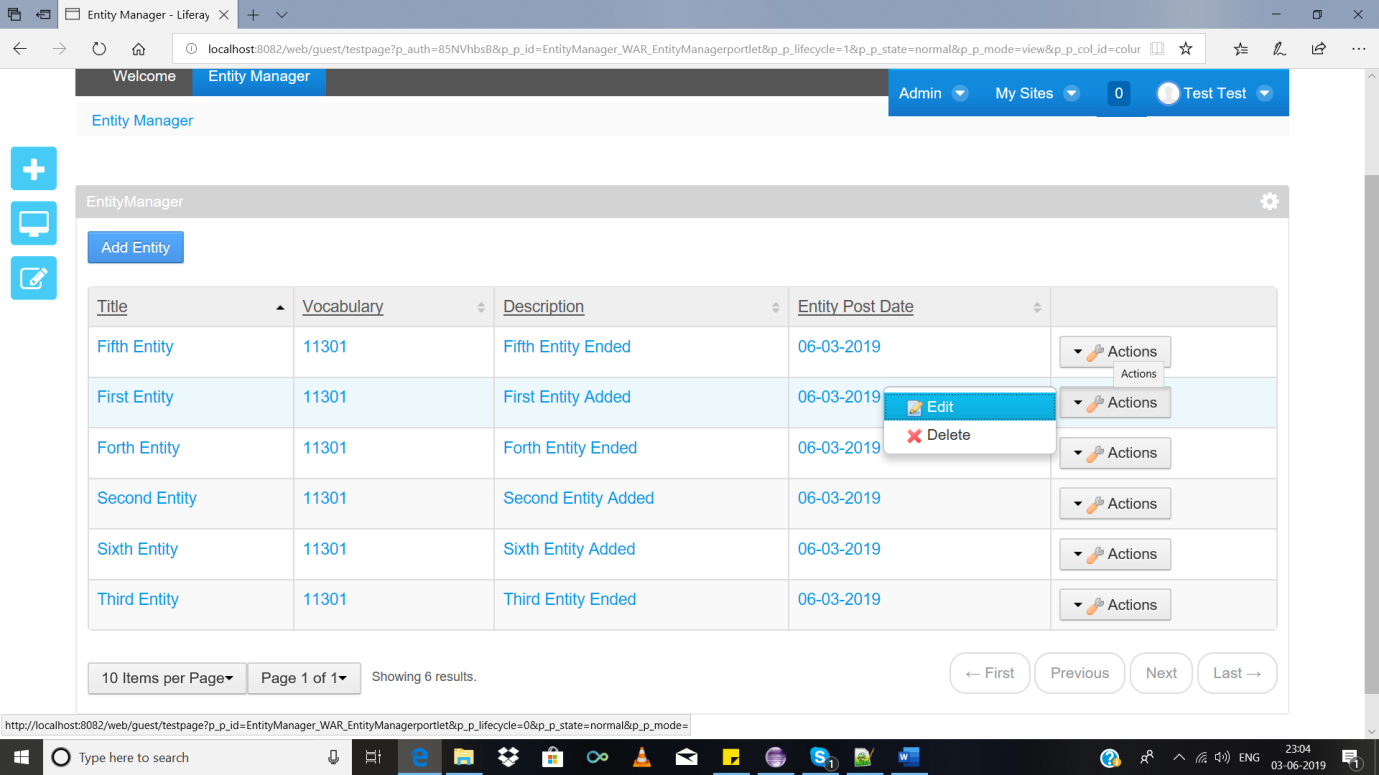 Entity Manager - Liferay
localhost:8082/web/guest/testpage?p_auth=85NVhbsB&p_p_id=EntityManager_WAR_EntityManagerportlet&p_p_lifecycle=1&p_p_state=normal&p_p_mode=view&p_p_col_id=colur
Welcome Entity Manager
Admin My Sites 0 Test Test
Entity Manager
EntityManager
Add Entity
Title Vocabulary Description Entity Post Date
Fifth Entity 11301 Fifth Entity Ended 06-03-2019 Actions
Actions
First Entity 11301 First Entity Added 06-03-2019 Actions
Edit
Delete
Forth Entity 11301 Forth Entity Ended 06-03-2019 Actions
Second Entity 11301 Second Entity Added 06-03-2019 Actions
Sixth Entity 11301 Sixth Entity Added 06-03-2019 Actions
Third Entity 11301 Third Entity Ended 06-03-2019 Actions
10 Items per Page Page 1 of 1 Showing 6 results. ← First Previous Next Last →
http://localhost:8082/web/guest/testpage?p_p_id=EntityManager_WAR_EntityManagerportlet&p_p_lifecycle=0&p_p_state=normal&p_p_mode=
Type here to search 1 ENG 23:04
03-06-2019 1